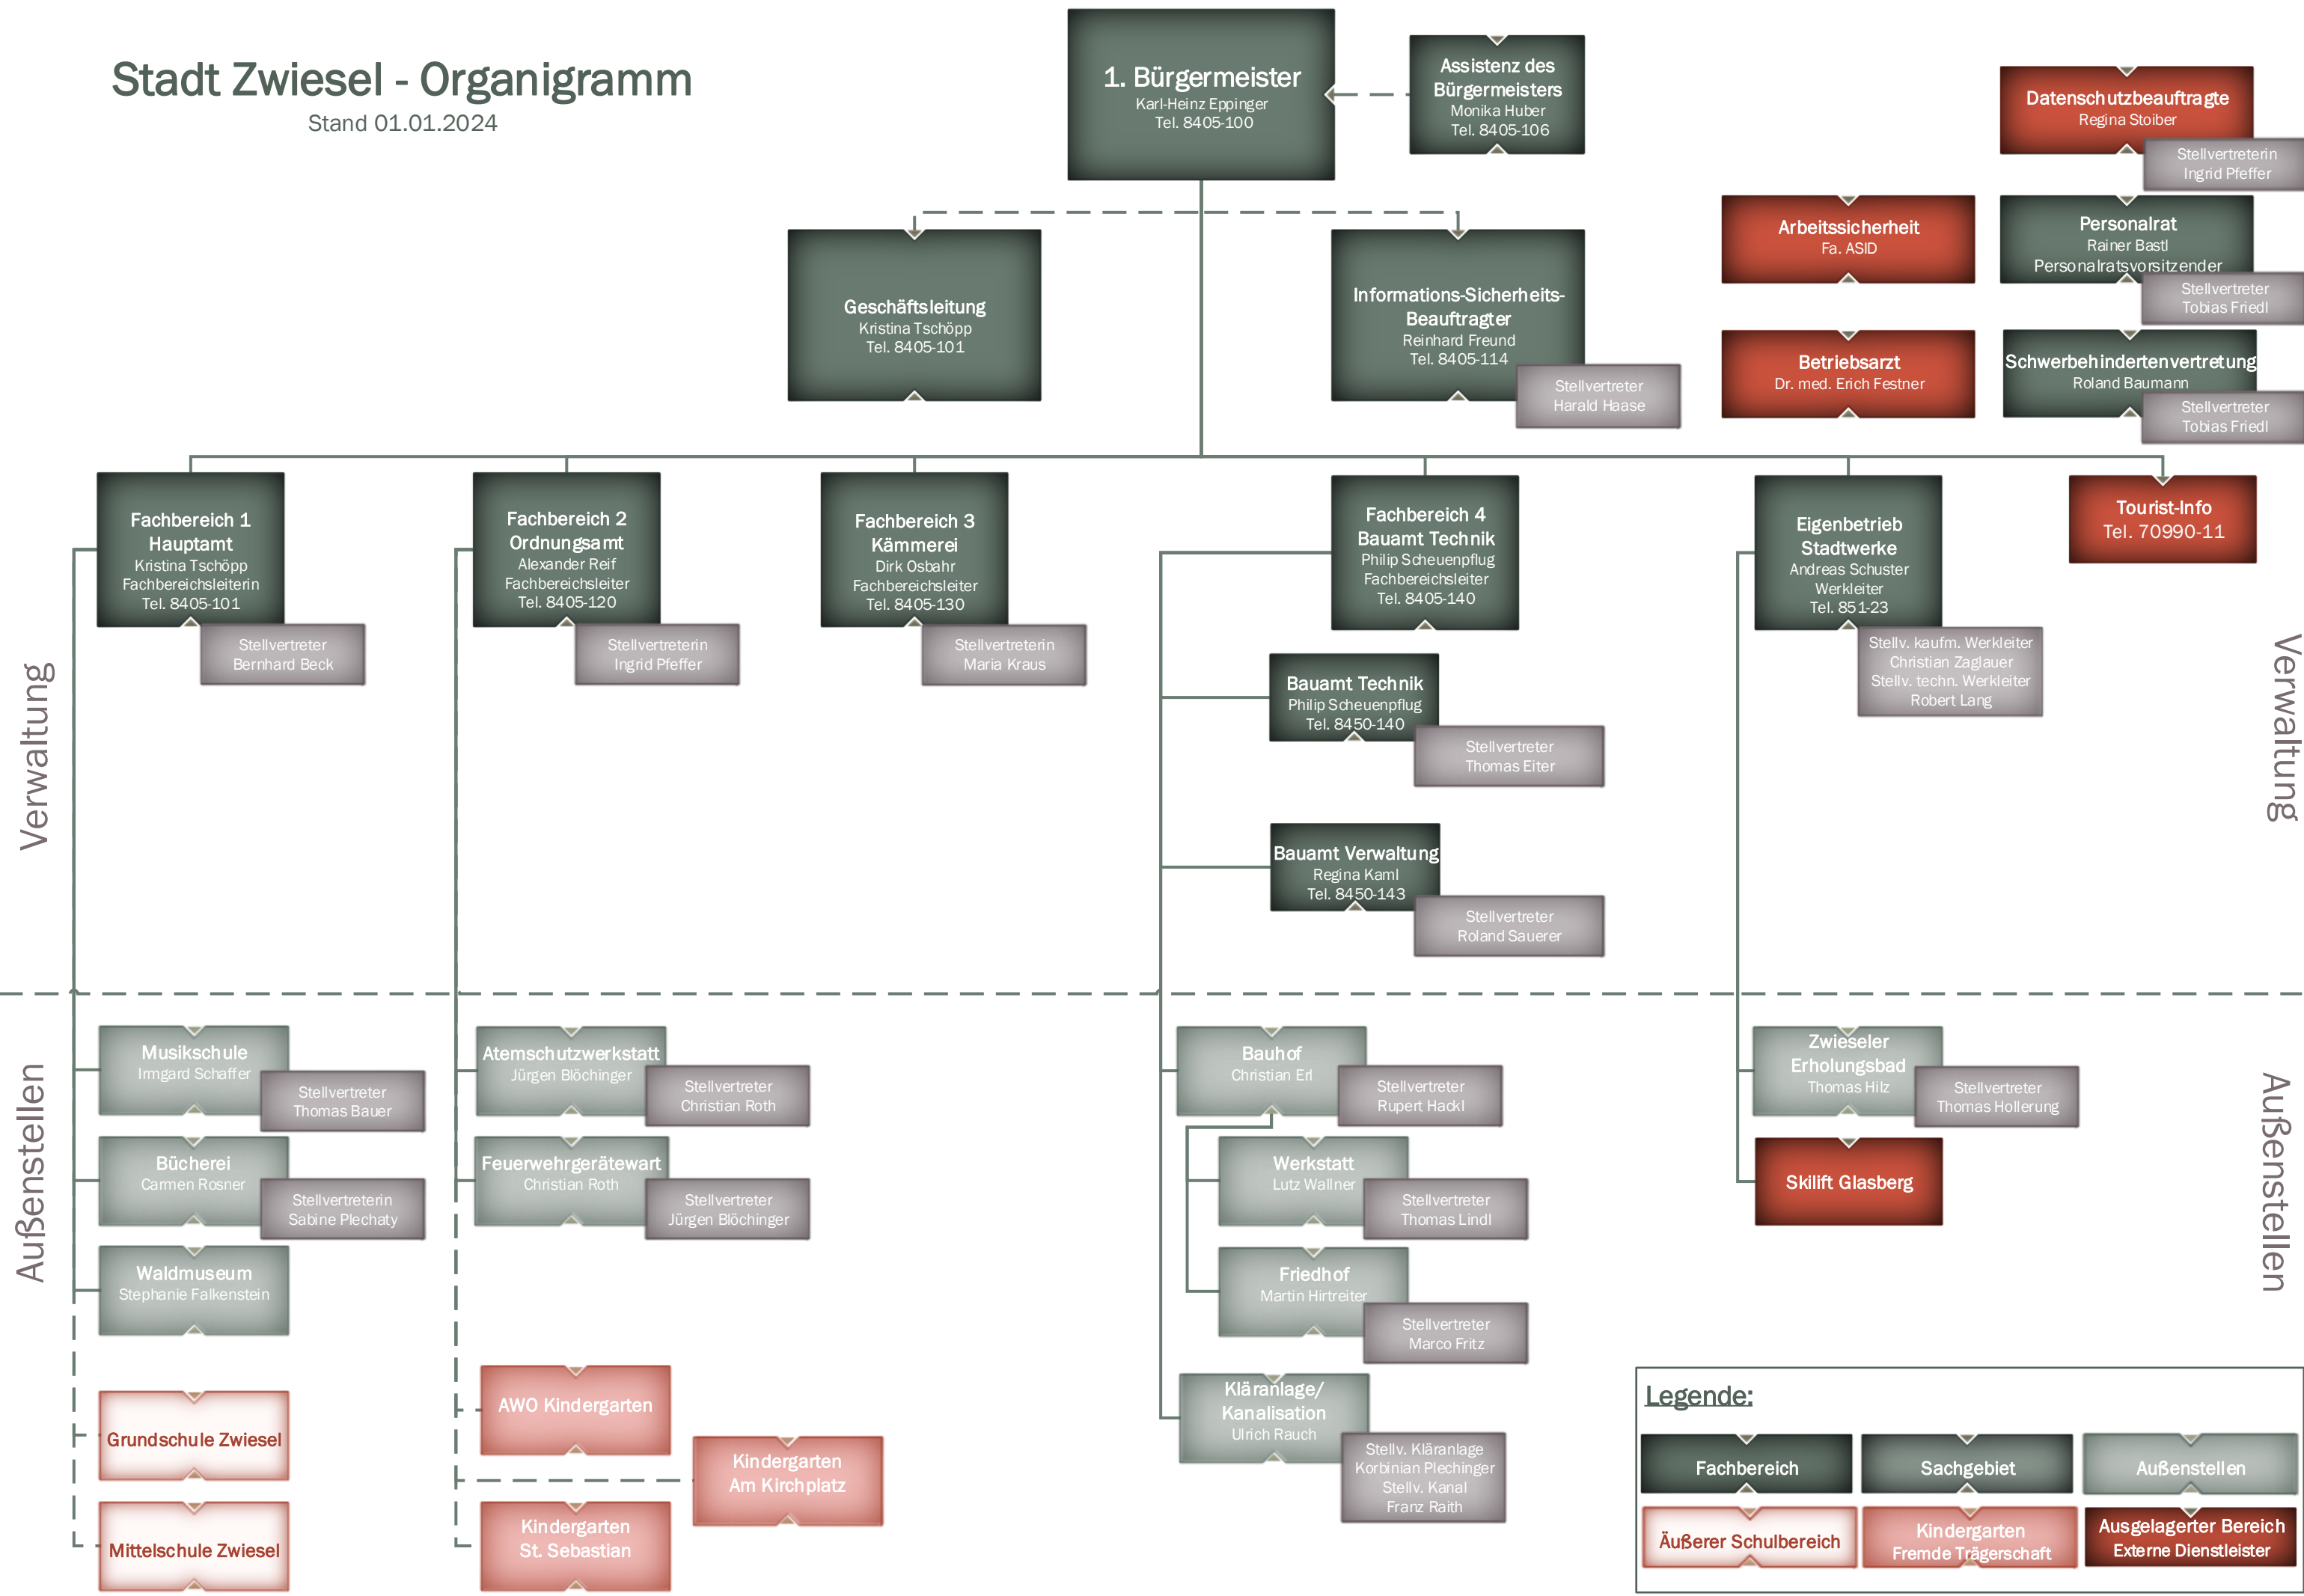 Stadt Zwiesel - Organigramm
Stand 01.01.2024
1. Bürgermeister
Karl-Heinz Eppinger
Tel. 8405-100
Assistenz des
Bürgermeisters
Monika Huber
Tel. 8405-106
Datenschutzbeauftragte
Regina Stoiber
Stellvertreterin
Ingrid Pfeffer
Arbeitssicherheit
Fa. ASID
Personalrat
Rainer Bastl
Personalratsvorsitzender
Stellvertreter
Tobias Friedl
Geschäftsleitung
Kristina Tschöpp
Tel. 8405-101
Informations-Sicherheits-
Beauftragter
Reinhard Freund
Tel. 8405-114
Stellvertreter
Harald Haase
Betriebsarzt
Dr. med. Erich Festner
Schwerbehindertenvertretung
Roland Baumann
Stellvertreter
Tobias Friedl
Fachbereich 1
Hauptamt
Kristina Tschöpp
Fachbereichsleiterin
Tel. 8405-101
Stellvertreter
Bernhard Beck
Fachbereich 2
Ordnungsamt
Alexander Reif
Fachbereichsleiter
Tel. 8405-120
Stellvertreterin
Ingrid Pfeffer
Fachbereich 3
Kämmerei
Dirk Osbahr
Fachbereichsleiter
Tel. 8405-130
Stellvertreterin
Maria Kraus
Fachbereich 4
Bauamt Technik
Philip Scheuenpflug
Fachbereichsleiter
Tel. 8405-140
Eigenbetrieb
Stadtwerke
Andreas Schuster
Werkleiter
Tel. 851-23
Stellv. kaufm. Werkleiter
Christian Zaglauer
Stellv. techn. Werkleiter
Robert Lang
Tourist-Info
Tel. 70990-11
Verwaltung
Verwaltung
Bauamt Technik
Philip Scheuenpflug
Tel. 8450-140
Stellvertreter
Thomas Eiter
Bauamt Verwaltung
Regina Kaml
Tel. 8450-143
Stellvertreter
Roland Sauerer
Außenstellen
Außenstellen
Musikschule
Irmgard Schaffer
Stellvertreter
Thomas Bauer
Bücherei
Carmen Rosner
Stellvertreterin
Sabine Plechaty
Waldmuseum
Stephanie Falkenstein
Grundschule Zwiesel
Mittelschule Zwiesel
Atemschutzwerkstatt
Jürgen Blöchinger
Stellvertreter
Christian Roth
Feuerwehrgerätewart
Christian Roth
Stellvertreter
Jürgen Blöchinger
AWO Kindergarten
Kindergarten
Am Kirchplatz
Kindergarten
St. Sebastian
Bauhof
Christian Erl
Stellvertreter
Rupert Hackl
Werkstatt
Lutz Wallner
Stellvertreter
Thomas Lindl
Friedhof
Martin Hirtreiter
Stellvertreter
Marco Fritz
Kläranlage/
Kanalisation
Ulrich Rauch
Stellv. Kläranlage
Korbinian Plechinger
Stellv. Kanal
Franz Raith
Zwieseler
Erholungsbad
Thomas Hilz
Stellvertreter
Thomas Hollerung
Skilift Glasberg
Legende:
Fachbereich
Sachgebiet
Außenstellen
Äußerer Schulbereich
Kindergarten
Fremde Trägerschaft
Ausgelagerter Bereich
Externe Dienstleister